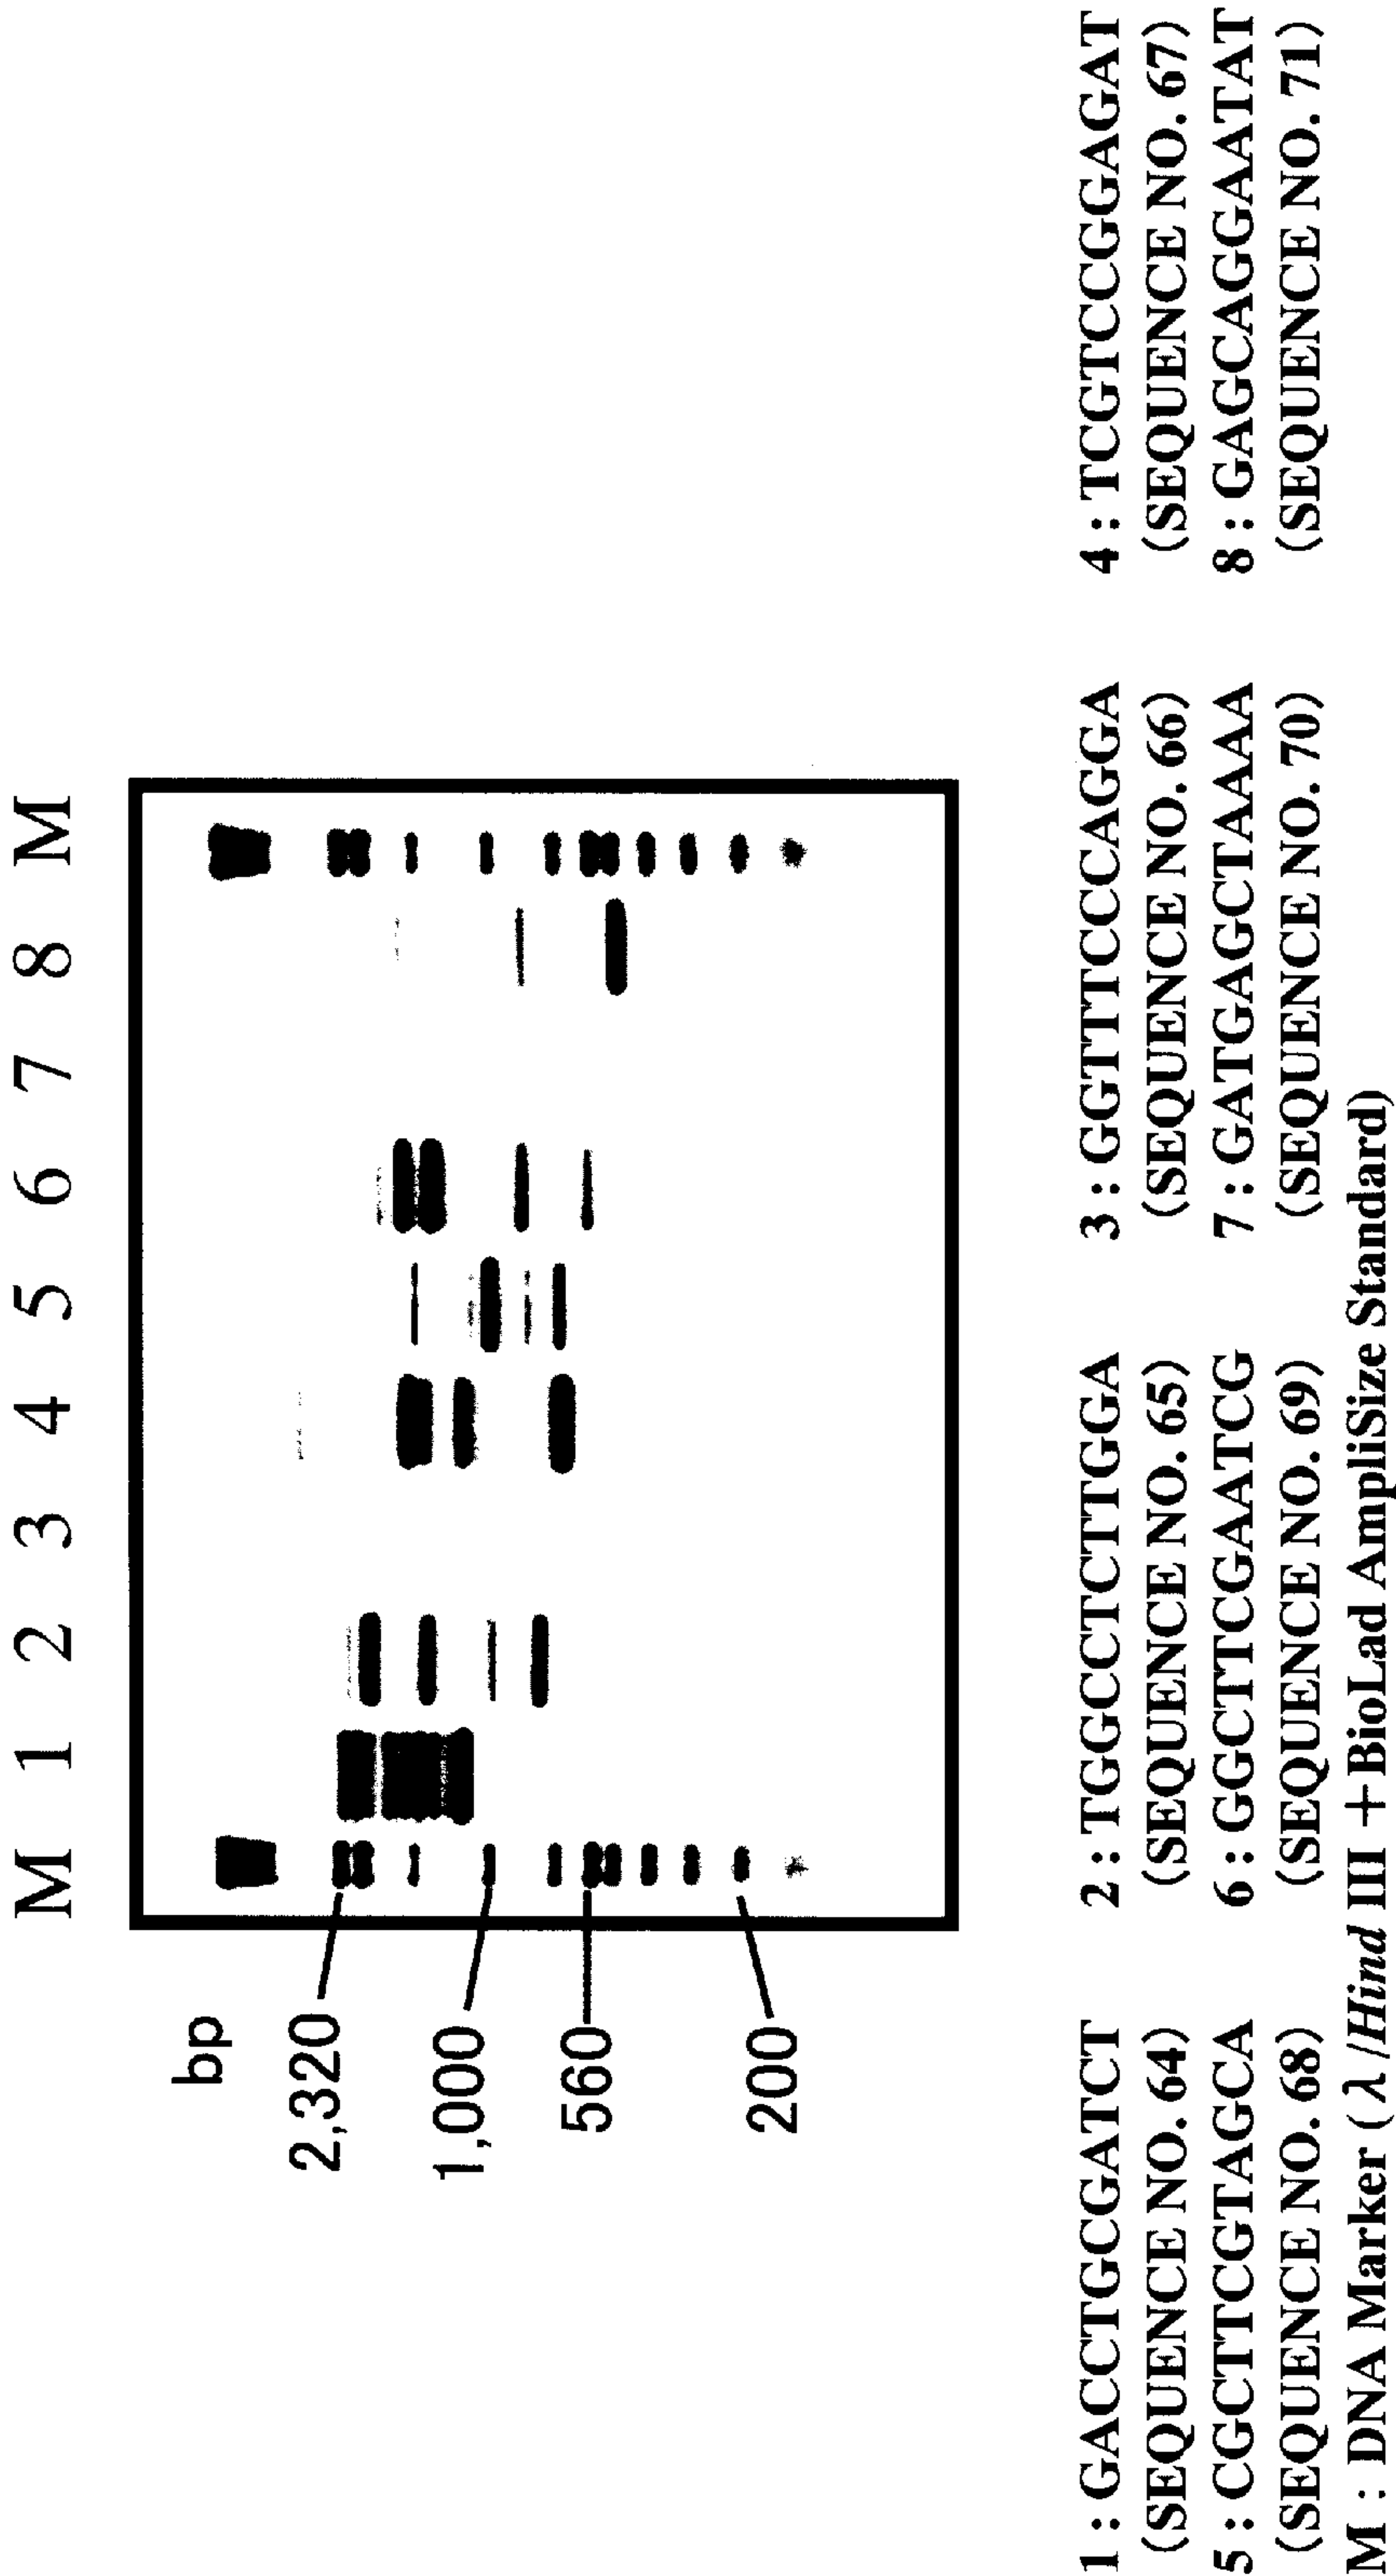 M 1 2 3 4 5 6 7 8 M
bp
2,320
1,000
560
200
1 : GACCTGCGATCT 2 : TGGCCTCTTGGA 3 : GGTTTCCCAGGA 4 : TCGTCCGGAGAT
(SEQUENCE NO. 64) (SEQUENCE NO. 65) (SEQUENCE NO. 66) (SEQUENCE NO. 67)
5 : CGCTTCGTAGCA 6 : GGCTTCGAATCG 7 : GATGAGCTAAAA 8 : GAGCAGGAATAT
(SEQUENCE NO. 68) (SEQUENCE NO. 69) (SEQUENCE NO. 70) (SEQUENCE NO. 71)
M : DNA Marker (λ/Hind III +BioLad AmpliSize Standard)